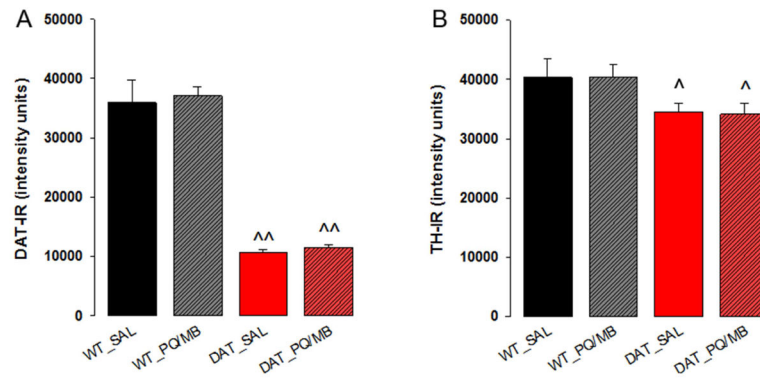 A
DAT-IR (intensity units)
50000
40000
30000
20000
10000
0
^^
^^
WT_SAL
WT_PQ/MB
DAT_SAL
DAT_PQ/MB
B
TH-IR (intensity units)
50000
40000
30000
20000
10000
0
^
^
WT_SAL
WT_PQ/MB
DAT_SAL
DAT_PQ/MB